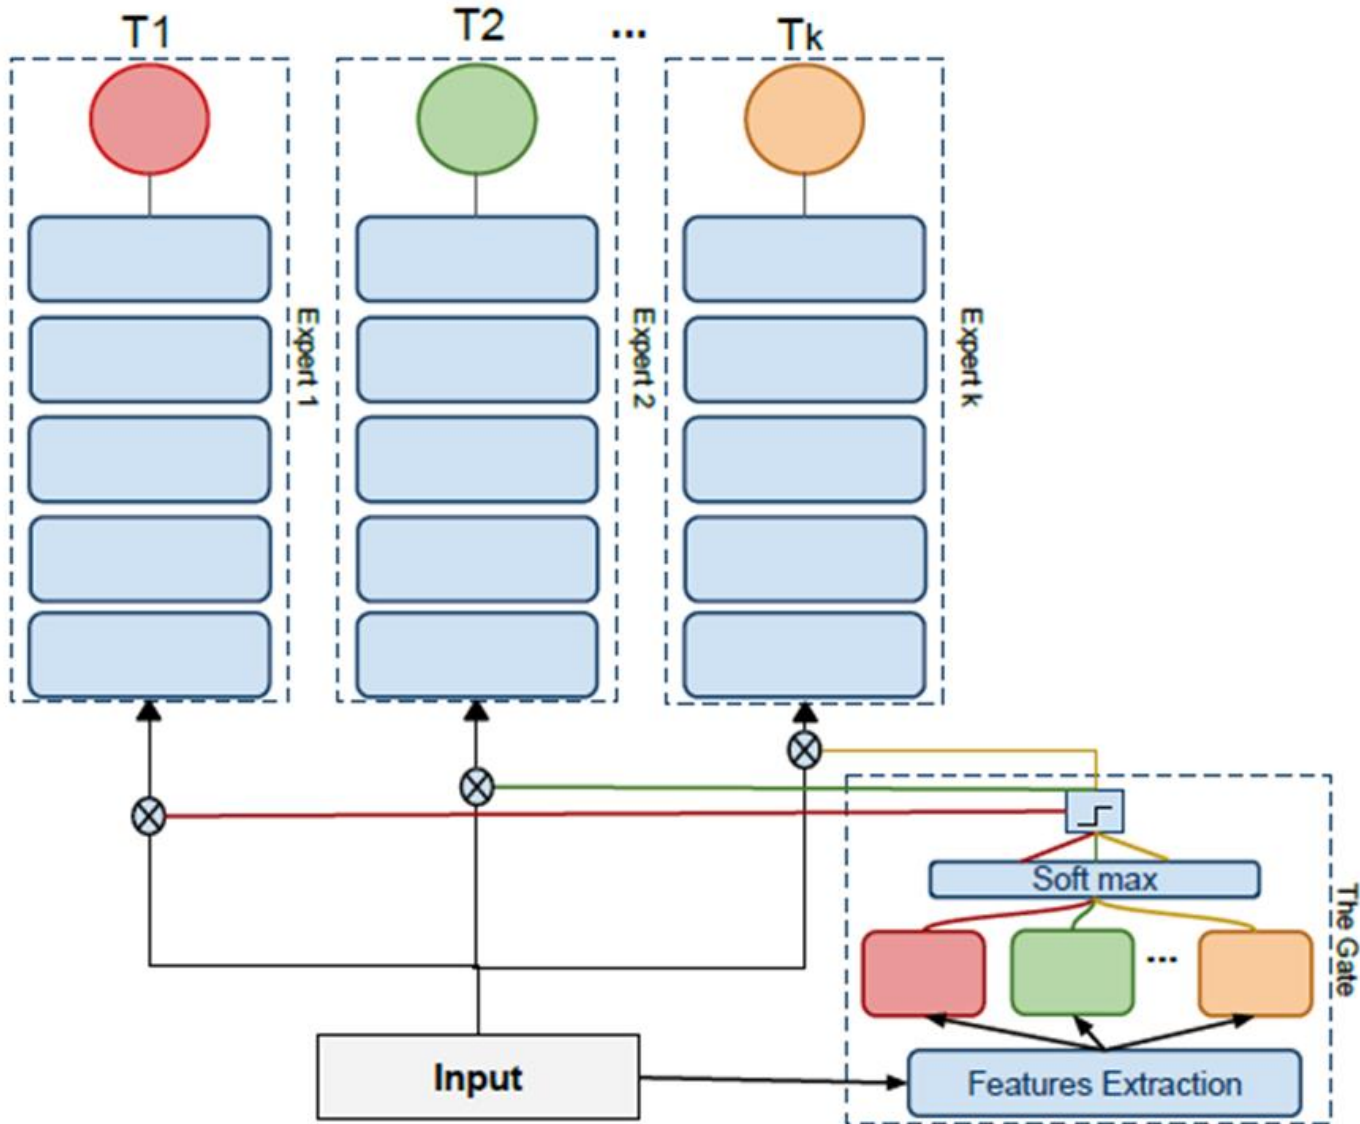 T1
T2
...
Tk
Expert 1
Expert 2
Expert k
Soft max
...
The Gate
Input
Features Extraction